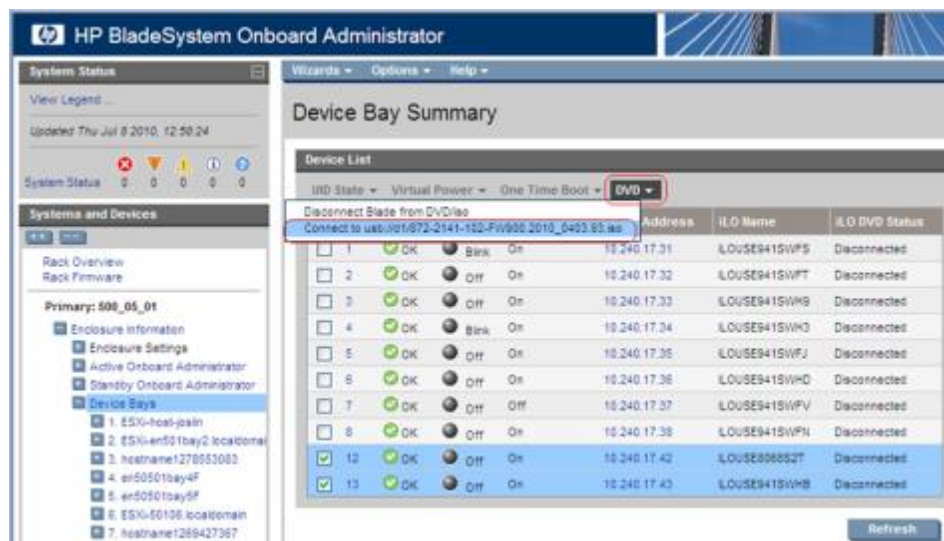 HP BladeSystem Onboard Administrator
System Status
View Legend ...
Updated Thu Jul 8 2010, 12:58:24
System Status 0 0 0 0 0
Systems and Devices
Rack Overview
Rack Firmware
Primary: 500_05_01
Enclosure Information
Enclosure Settings
Active Onboard Administrator
Standby Onboard Administrator
Device Bays
1. ESXi-host-joslin
2. ESXi-en501bay2.localdomai
3. hostname1278553083
4. en50501bay4F
5. en50501bay5F
6. ESXi-50106.localdomain
7. hostname1269427367
Wizards Options Help
Device Bay Summary
Device List
UID State Virtual Power One Time Boot DVD
Disconnect Blade from DVD/iso
Connect to usb://d1/872-2141-102-FW900.2010_0403.93.iso
Address iLO Name iLO DVD Status
1 OK Blink On 10.240.17.31 ILOUSE941SWFS Disconnected
2 OK Off On 10.240.17.32 ILOUSE941SWFT Disconnected
3 OK Off On 10.240.17.33 ILOUSE941SWH9 Disconnected
4 OK Blink On 10.240.17.34 ILOUSE941SWH3 Disconnected
5 OK Off On 10.240.17.35 ILOUSE941SWFJ Disconnected
6 OK Off On 10.240.17.36 ILOUSE941SWHD Disconnected
7 OK Off Off 10.240.17.37 ILOUSE941SWFV Disconnected
8 OK Off On 10.240.17.38 ILOUSE941SWFN Disconnected
12 OK Off On 10.240.17.42 ILOUSE8088S2T Disconnected
13 OK Off On 10.240.17.43 ILOUSE941SWHB Disconnected
Refresh